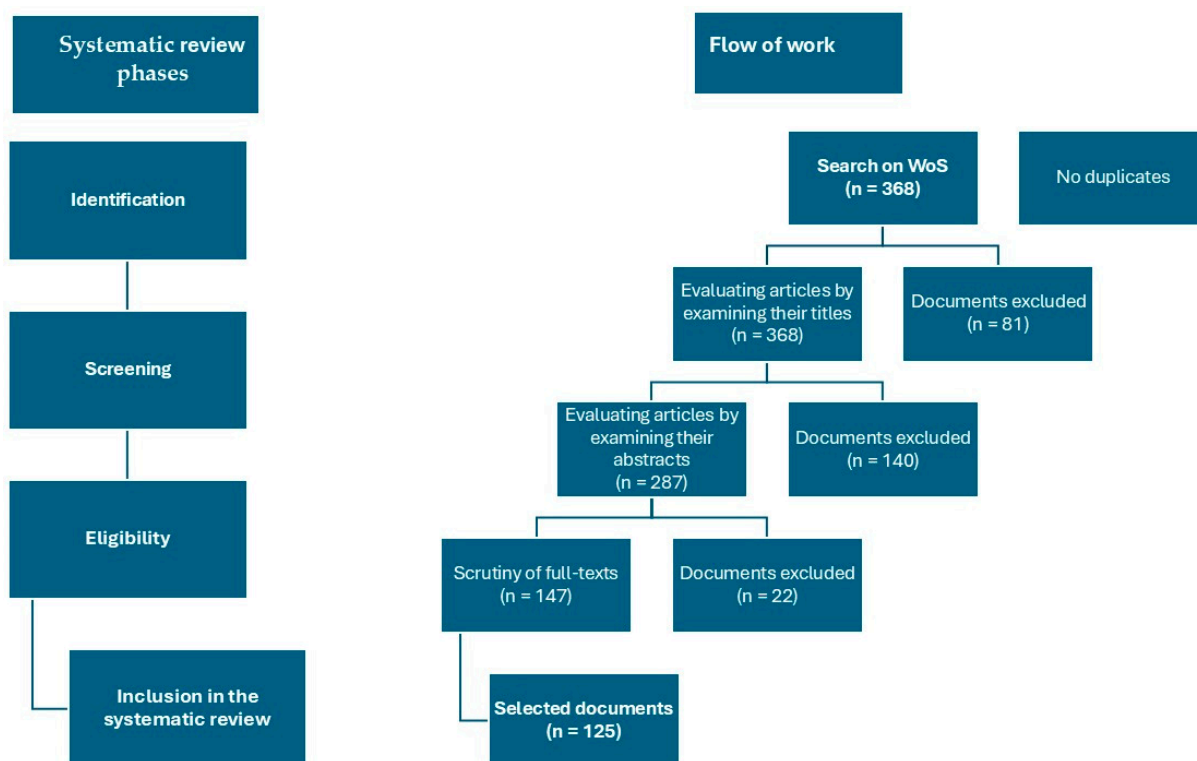 Systematic review
phases
Flow of work
Identification
Search on WoS
(n = 368)
No duplicates
Screening
Evaluating articles by
examining their titles
(n = 368)
Documents excluded
(n = 81)
Evaluating articles by
examining their
abstracts
(n = 287)
Documents excluded
(n = 140)
Eligibility
Scrutiny of full-texts
(n = 147)
Documents excluded
(n = 22)
Inclusion in the
systematic review
Selected documents
(n = 125)